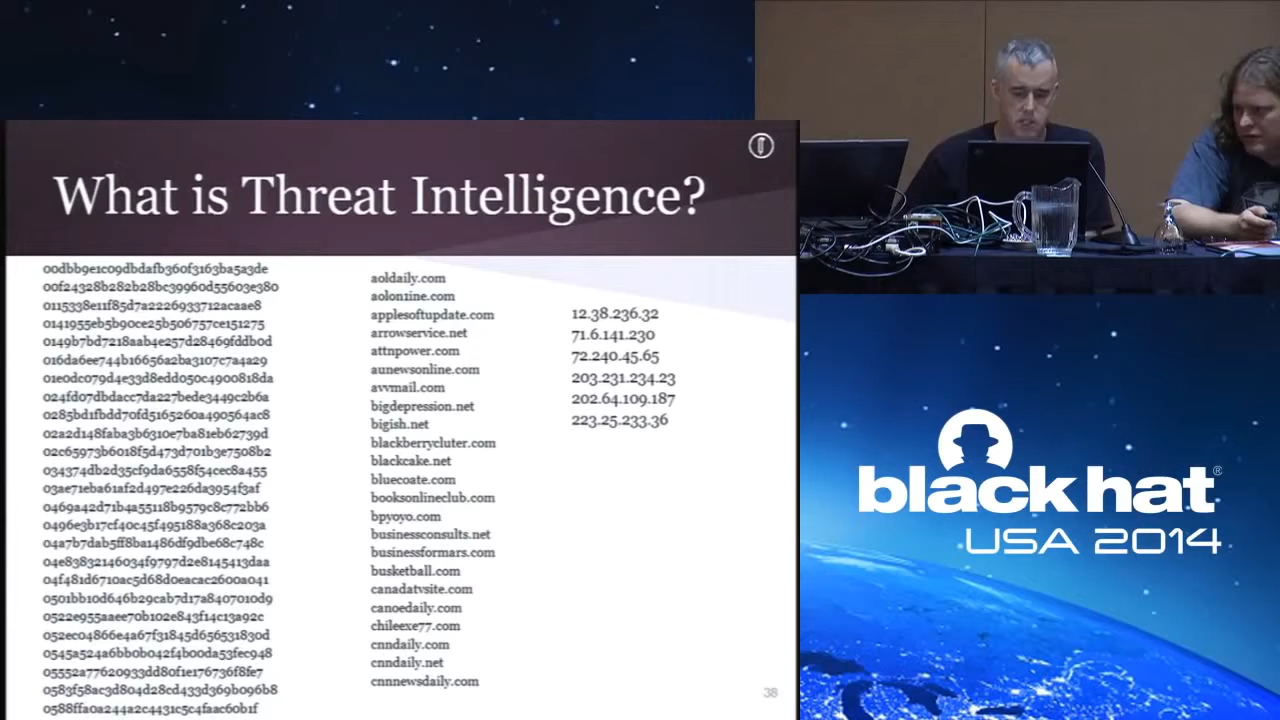 What is Threat Intelligence?
00dbb9e1c09dbdafb360f3163ba5a3de
00f24328b282b28bc39960d55603e380
0115338e11f85d7a2226933712acaae8
0141955eb5b90ce25b506757ce151275
0149b7bd7218aab4e257d28469fddb0d
016da6ee744b16656a2ba3107c7a4a29
01e0dc079d4e33d8edd050c4900818da
024fd07dbdacc7da227bede3449c2b6a
0285bd1fbdd70fd5165260a490564ac8
02a2d148faba3b6310e7ba81eb62739d
02c65973b6018f5d473d701b3e7508b2
034374db2d35cf9da6558f54cec8a455
03ae71eba61af2d497e226da3954f3af
0469a42d71b4a55118b9579c8c772bb6
0496e3b17cf40c45f495188a368c203a
04a7b7dab5ff8ba1486df9dbe68c748c
04e83832146034f9797d2e8145413daa
04f481d6710ac5d68d0eacac2600a041
0501bb10d646b29cab7d17a8407010d9
0522e955aaee70b102e843f14c13a92c
052ec04866e4a67f31845d656531830d
0545a524a6bb0b042f4b00da53fec948
05552a77620933dd80f1e176736f8fe7
0583f58ac3d804d28cd433d369b096b8
0588ffa0a244a2c4431c5c4faac60b1f
aoldaily.com
aolon1ine.com
applesoftupdate.com
arrowservice.net
attnpower.com
aunewsonline.com
avvmail.com
bigdepression.net
bigish.net
blackberrycluter.com
blackcake.net
bluecoate.com
booksonlineclub.com
bpyoyo.com
businessconsults.net
businessformars.com
busketball.com
canadatvsite.com
canoedaily.com
chileexe77.com
cnndaily.com
cnndaily.net
cnnnewsdaily.com
12.38.236.32
71.6.141.230
72.240.45.65
203.231.234.23
202.64.109.187
223.25.233.36
38
black hat®
USA 2014